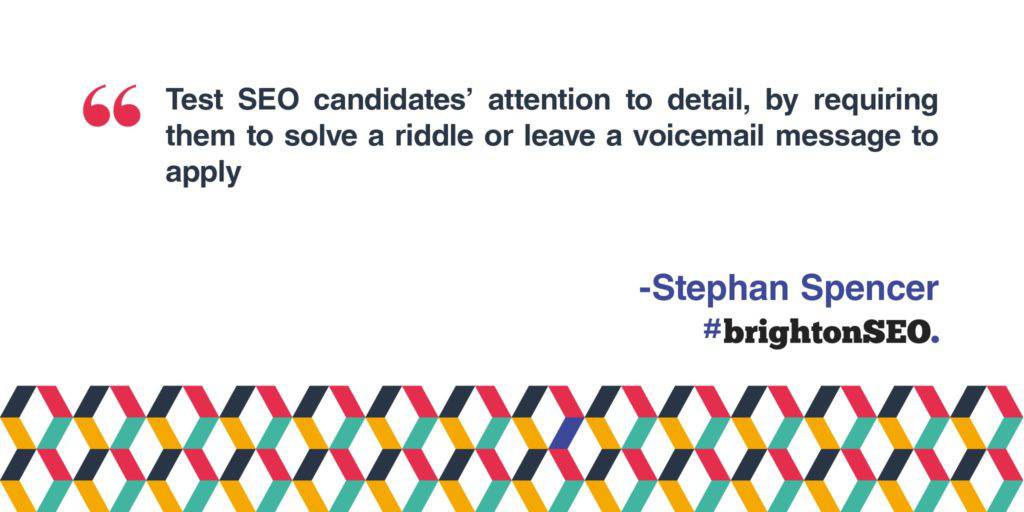 “
Test SEO candidates’ attention to detail, by requiring
them to solve a riddle or leave a voicemail message to
apply
-Stephan Spencer
#brightonSEO.